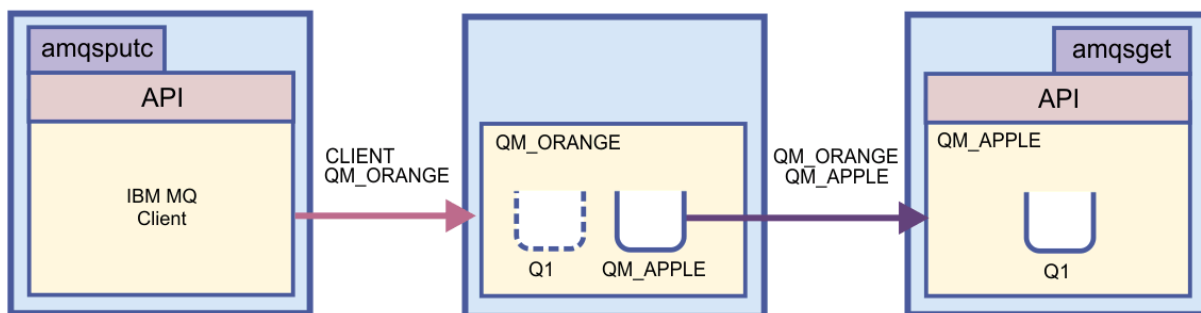 amqsputc
API
IBM MQ
Client
CLIENT
QM_ORANGE
QM_ORANGE
Q1
QM_APPLE
QM_ORANGE
QM_APPLE
amqsget
API
QM_APPLE
Q1